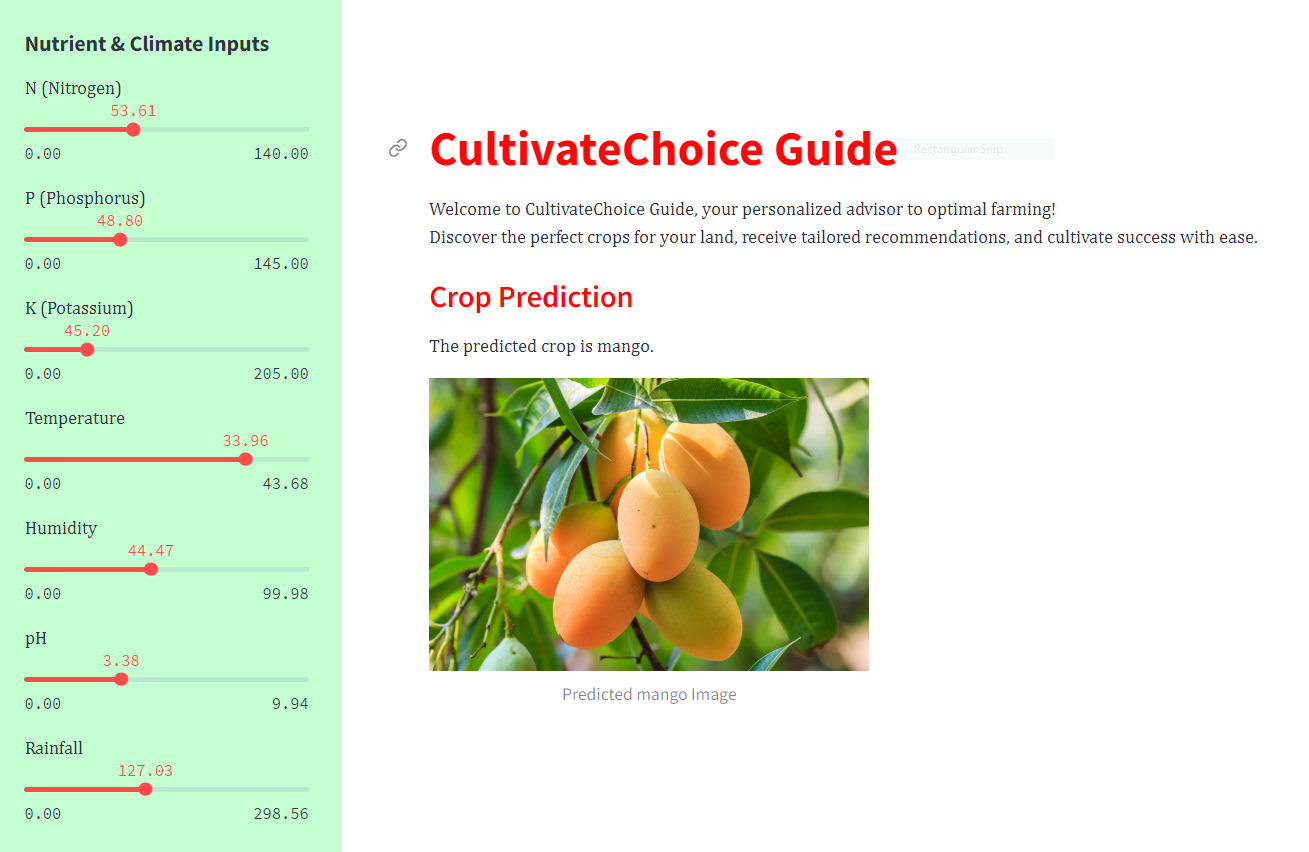 Nutrient & Climate Inputs
N (Nitrogen)
53.61
0.00 140.00
P (Phosphorus)
48.80
0.00 145.00
K (Potassium)
45.20
0.00 205.00
Temperature
33.96
0.00 43.68
Humidity
44.47
0.00 99.98
pH
3.38
0.00 9.94
Rainfall
127.03
0.00 298.56
CultivateChoice Guide
Rectangular Snip
Welcome to CultivateChoice Guide, your personalized advisor to optimal farming!
Discover the perfect crops for your land, receive tailored recommendations, and cultivate success with ease.
Crop Prediction
The predicted crop is mango.
Predicted mango Image